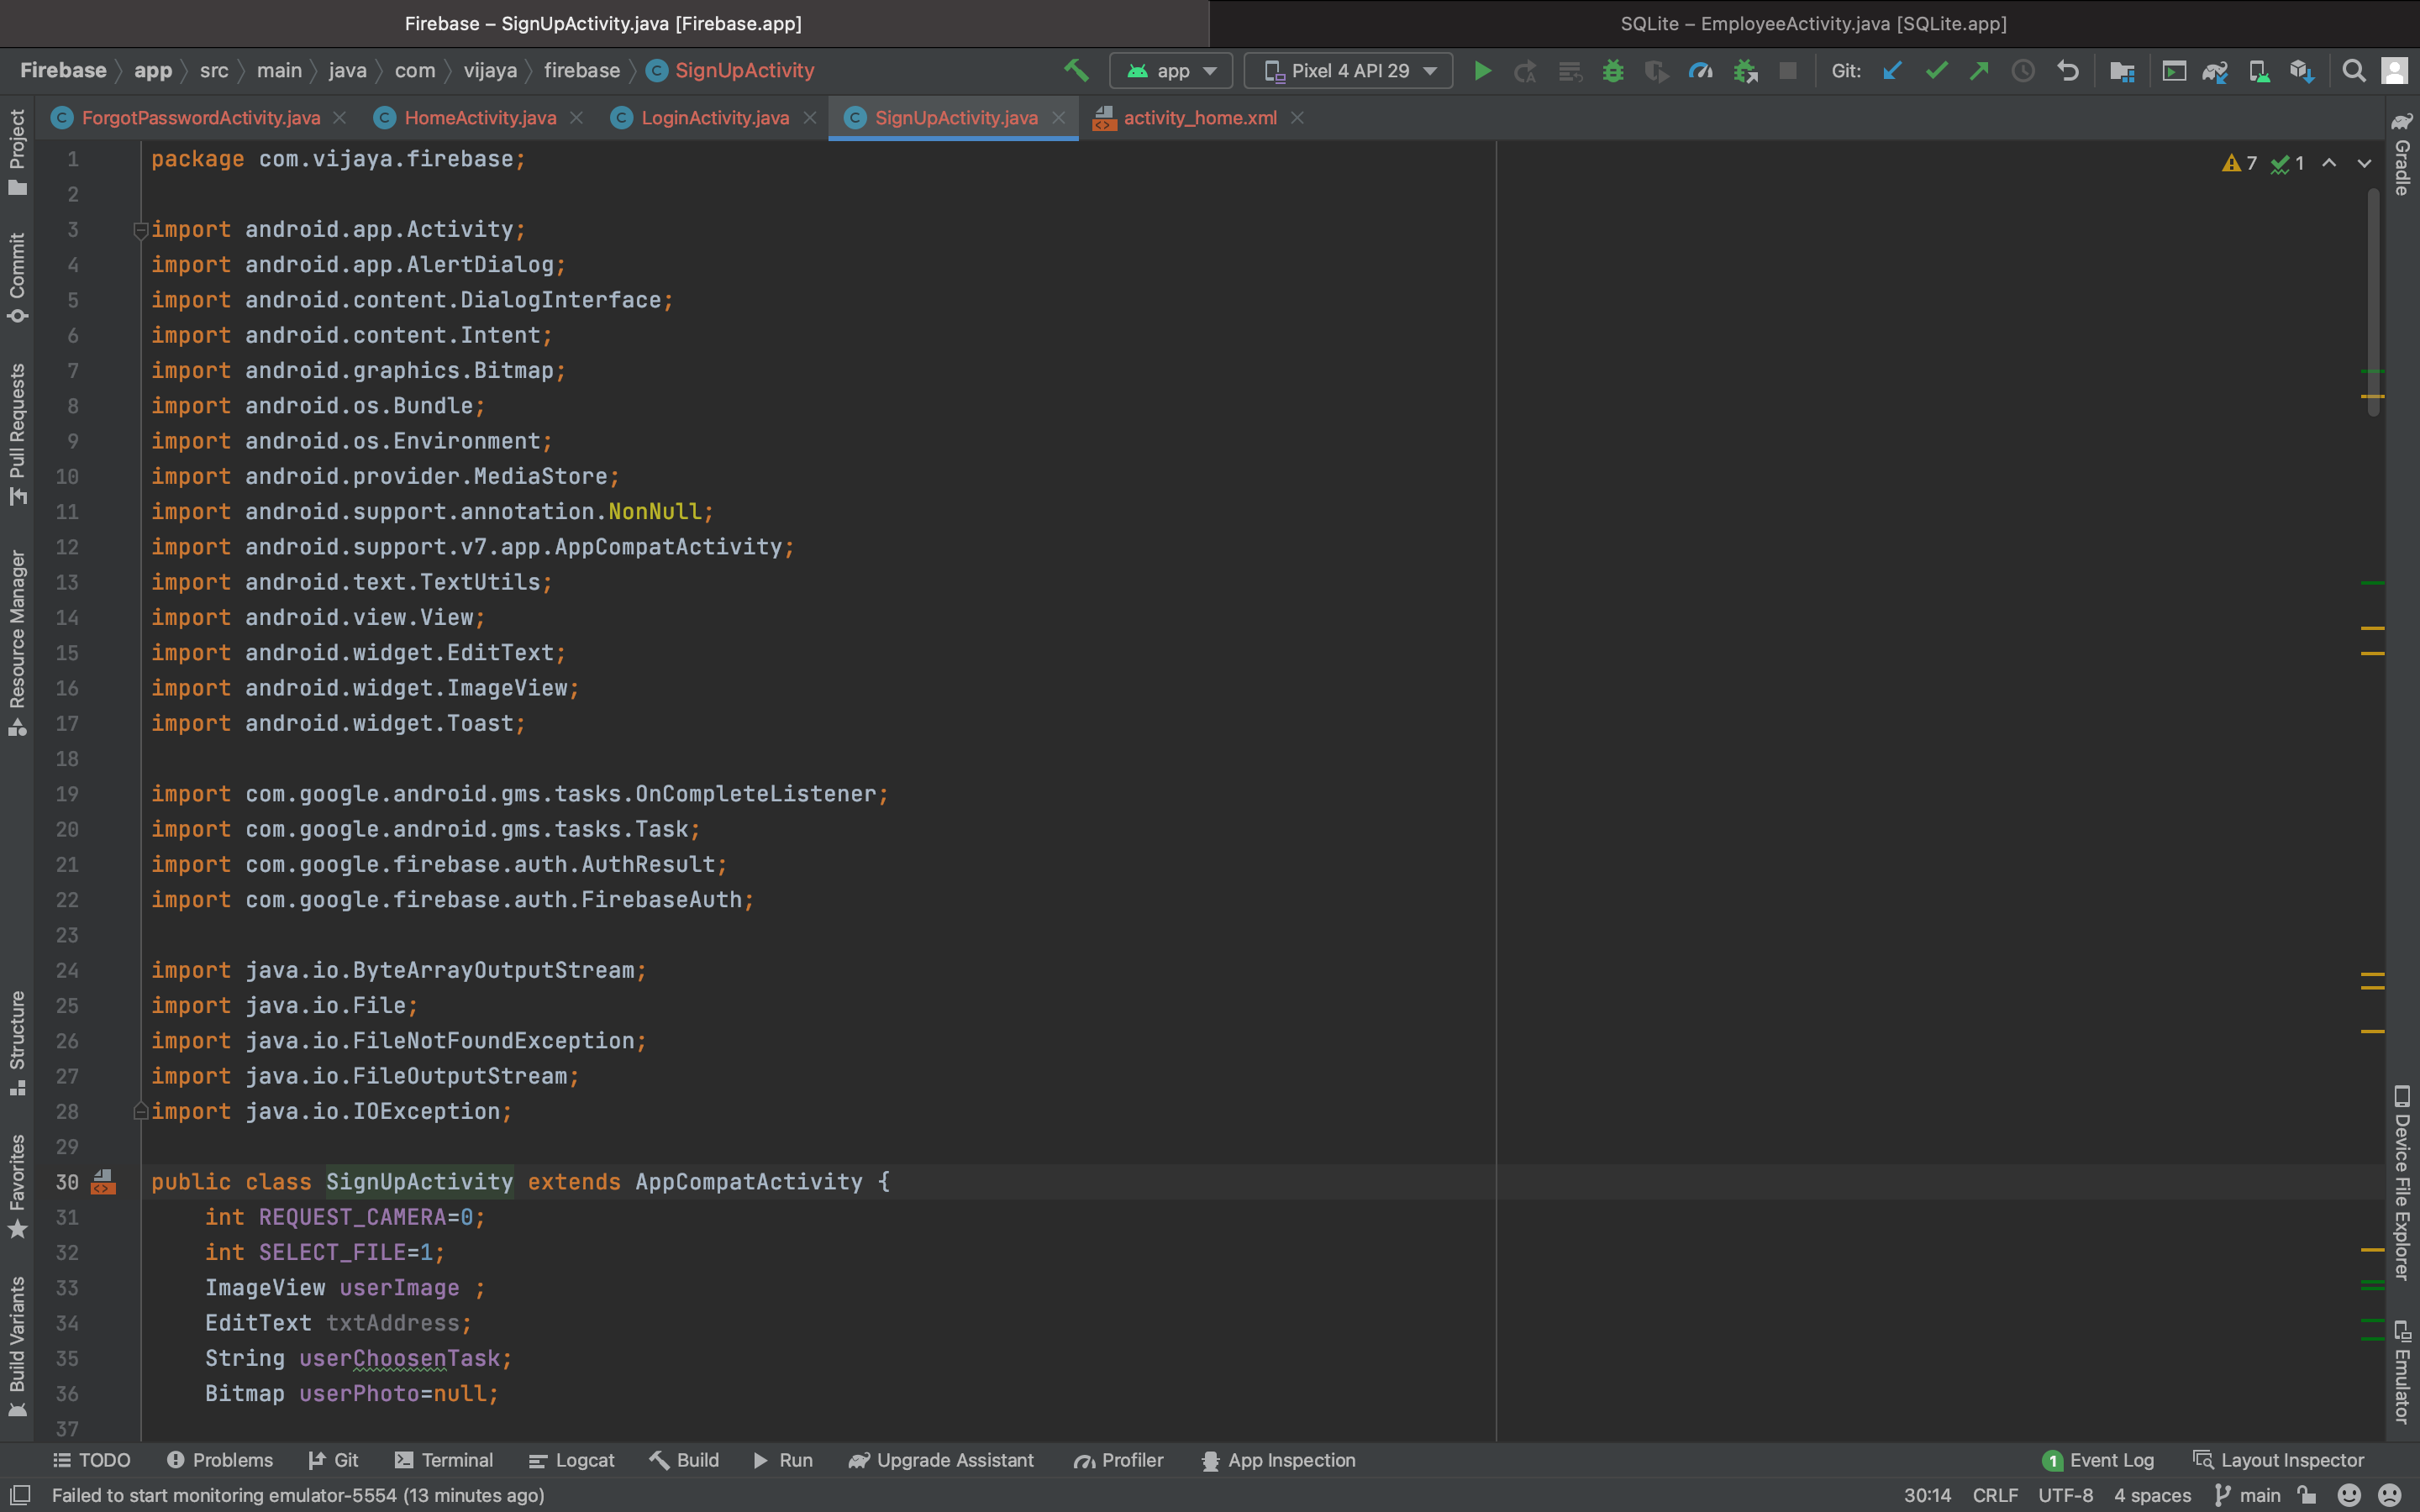 Firebase – SignUpActivity.java [Firebase.app]
SQLite – EmployeeActivity.java [SQLite.app]
Firebase app src main java com vijaya firebase C SignUpActivity
app
Pixel 4 API 29
Git:
C ForgotPasswordActivity.java
C HomeActivity.java
C LoginActivity.java
C SignUpActivity.java
activity_home.xml
7 1
Project
Commit
Pull Requests
Resource Manager
Structure
Favorites
Build Variants
1 package com.vijaya.firebase;
2
3 import android.app.Activity;
4 import android.app.AlertDialog;
5 import android.content.DialogInterface;
6 import android.content.Intent;
7 import android.graphics.Bitmap;
8 import android.os.Bundle;
9 import android.os.Environment;
10 import android.provider.MediaStore;
11 import android.support.annotation.NonNull;
12 import android.support.v7.app.AppCompatActivity;
13 import android.text.TextUtils;
14 import android.view.View;
15 import android.widget.EditText;
16 import android.widget.ImageView;
17 import android.widget.Toast;
18
19 import com.google.android.gms.tasks.OnCompleteListener;
20 import com.google.android.gms.tasks.Task;
21 import com.google.firebase.auth.AuthResult;
22 import com.google.firebase.auth.FirebaseAuth;
23
24 import java.io.ByteArrayOutputStream;
25 import java.io.File;
26 import java.io.FileNotFoundException;
27 import java.io.FileOutputStream;
28 import java.io.IOException;
29
30 public class SignUpActivity extends AppCompatActivity {
31 int REQUEST_CAMERA=0;
32 int SELECT_FILE=1;
33 ImageView userImage ;
34 EditText txtAddress;
35 String userChoosenTask;
36 Bitmap userPhoto=null;
37
Gradle
Device File Explorer
Emulator
TODO
Problems
Git
Terminal
Logcat
Build
Run
Upgrade Assistant
Profiler
App Inspection
1 Event Log
Layout Inspector
Failed to start monitoring emulator-5554 (13 minutes ago)
30:14 CRLF UTF-8 4 spaces main